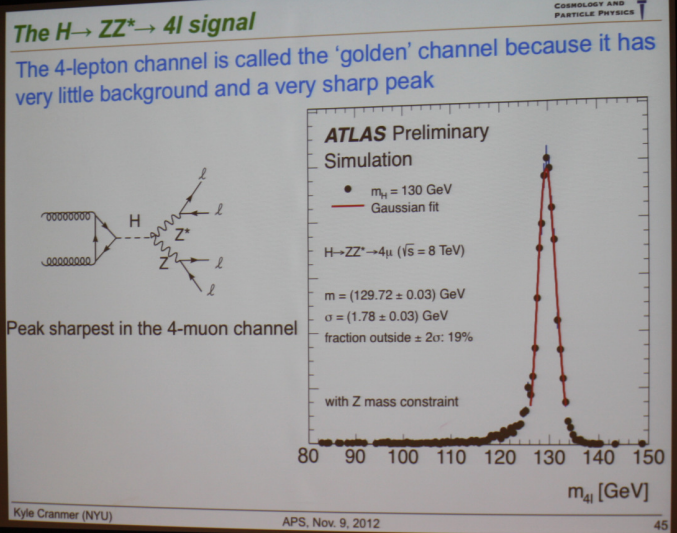 COSMOLOGY AND
PARTICLE PHYSICS
The H→ ZZ*→ 4l signal
The 4-lepton channel is called the ‘golden’ channel because it has
very little background and a very sharp peak
ATLAS Preliminary
Simulation
m_H = 130 GeV
Gaussian fit
H→ZZ*→4μ (√s = 8 TeV)
m = (129.72 ± 0.03) GeV
σ = (1.78 ± 0.03) GeV
fraction outside ± 2σ: 19%
with Z mass constraint
H
Z*
Z
ℓ
ℓ
ℓ
ℓ
Peak sharpest in the 4-muon channel
80 90 100 110 120 130 140 150
m_4l [GeV]
Kyle Cranmer (NYU)
APS, Nov. 9, 2012
45